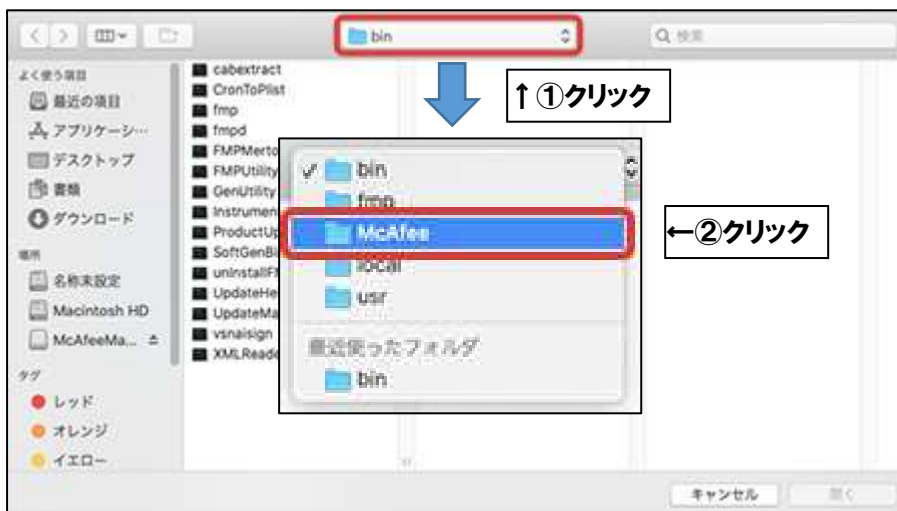 bin
検索
↑①クリック
よく使う項目
最近の項目
アプリケーシ…
デスクトップ
書類
ダウンロード
場所
名称未設定
Macintosh HD
McAfeeMa...
タグ
レッド
オレンジ
イエロー
cabextract
CronToPlist
fmp
fmpd
FMPMerto
FMPUtility
GenUtility
Instrumen
ProductUp
SoftGenBi
uninstallFM
UpdateHe
UpdateMa
vsnaisign
XMLReade
✓ bin
fmp
McAfee
local
usr
最近使ったフォルダ
bin
←②クリック
キャンセル
開く